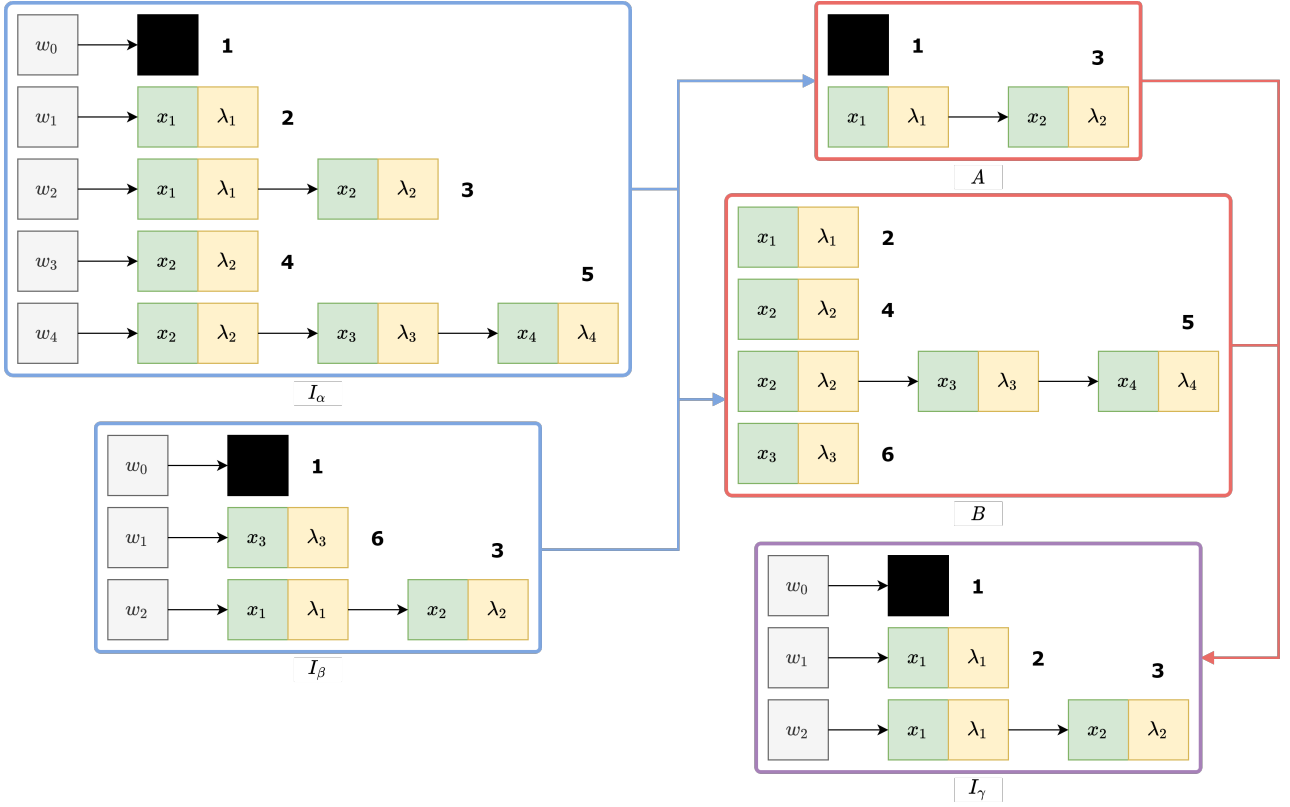 w₀ 1
w₁ x₁ λ₁ 2
w₂ x₁ λ₁ x₂ λ₂ 3
w₃ x₂ λ₂ 4
5
w₄ x₂ λ₂ x₃ λ₃ x₄ λ₄
I_α
w₀ 1
w₁ x₃ λ₃ 6
3
w₂ x₁ λ₁ x₂ λ₂
I_β
1
3
x₁ λ₁ x₂ λ₂
A
x₁ λ₁ 2
x₂ λ₂ 4
5
x₂ λ₂ x₃ λ₃ x₄ λ₄
x₃ λ₃ 6
B
w₀ 1
w₁ x₁ λ₁ 2
3
w₂ x₁ λ₁ x₂ λ₂
I_γ